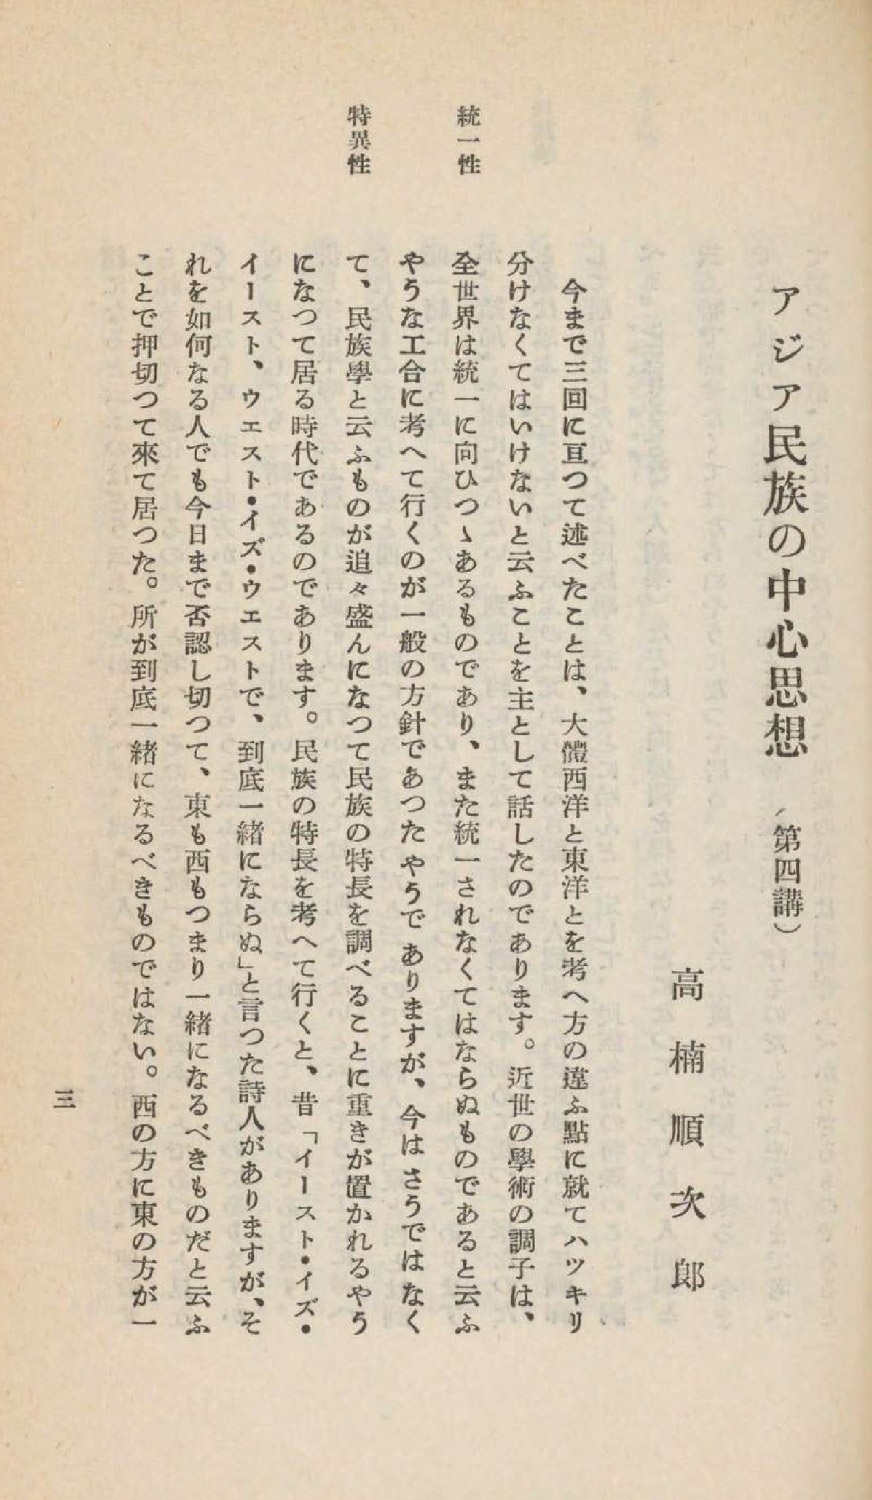 アジア民族の中心思想 （第四講）
高楠順次郎
今まで三回に亙つて述べたことは、大體西洋と東洋とを考へ方の違ふ點に就てハツキリ
分けなくてはいけないと云ふことを主として話したのであります。近世の學術の調子は、
統一性
全世界は統一に向ひつゝあるものであり、また統一されなくてはならぬものであると云ふ
やうな工合に考へて行くのが一般の方針であつたやうでありますが、今はさうではなく
特異性
て、民族學と云ふものが追々盛んになつて民族の特長を調べることに重きが置かれるやう
になつて居る時代であるのであります。民族の特長を考へて行くと、昔「イースト・イズ・
イースト、ウエスト・イズ・ウエストで、到底一緒にならぬ」と言つた詩人がありますが、そ
れを如何なる人でも今日まで否認し切つて、東も西もつまり一緒になるべきものだと云ふ
ことで押切つて來て居つた。所が到底一緒になるべきものではない。西の方に東の方が一
三